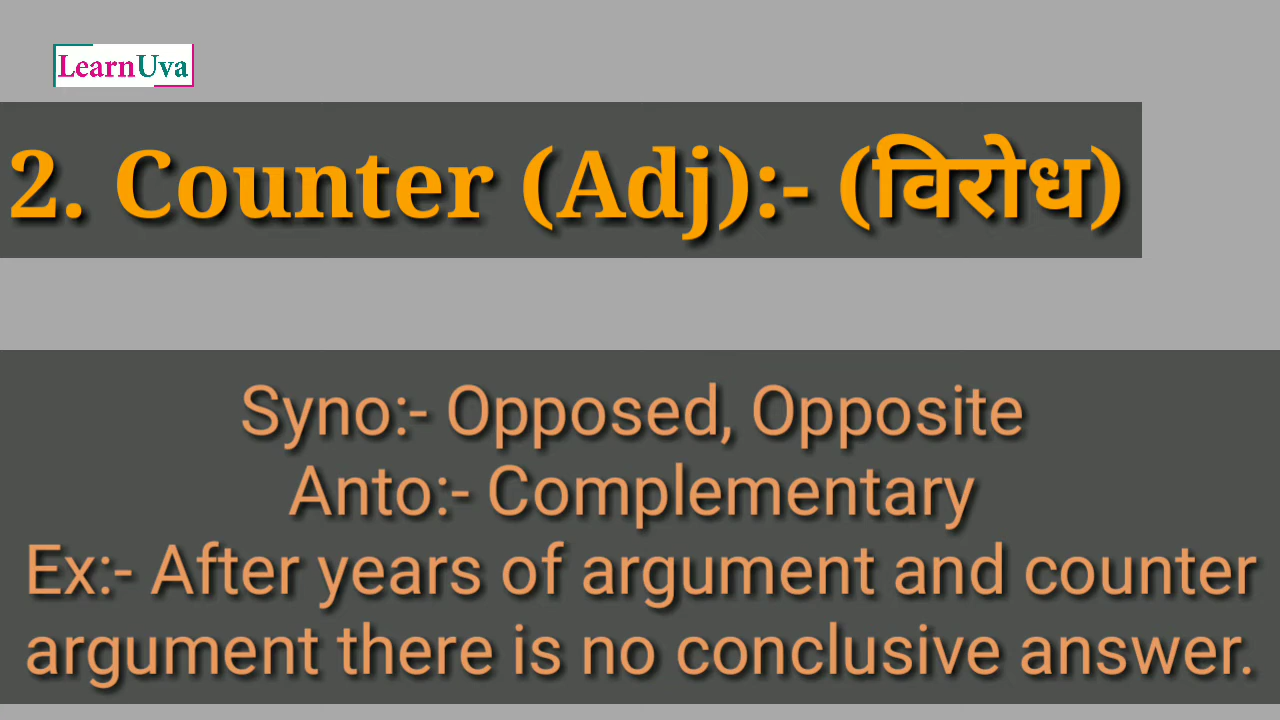 LearnUva
2. Counter (Adj):- (विरोध)
Syno:- Opposed, Opposite
Anto:- Complementary
Ex:- After years of argument and counter
argument there is no conclusive answer.